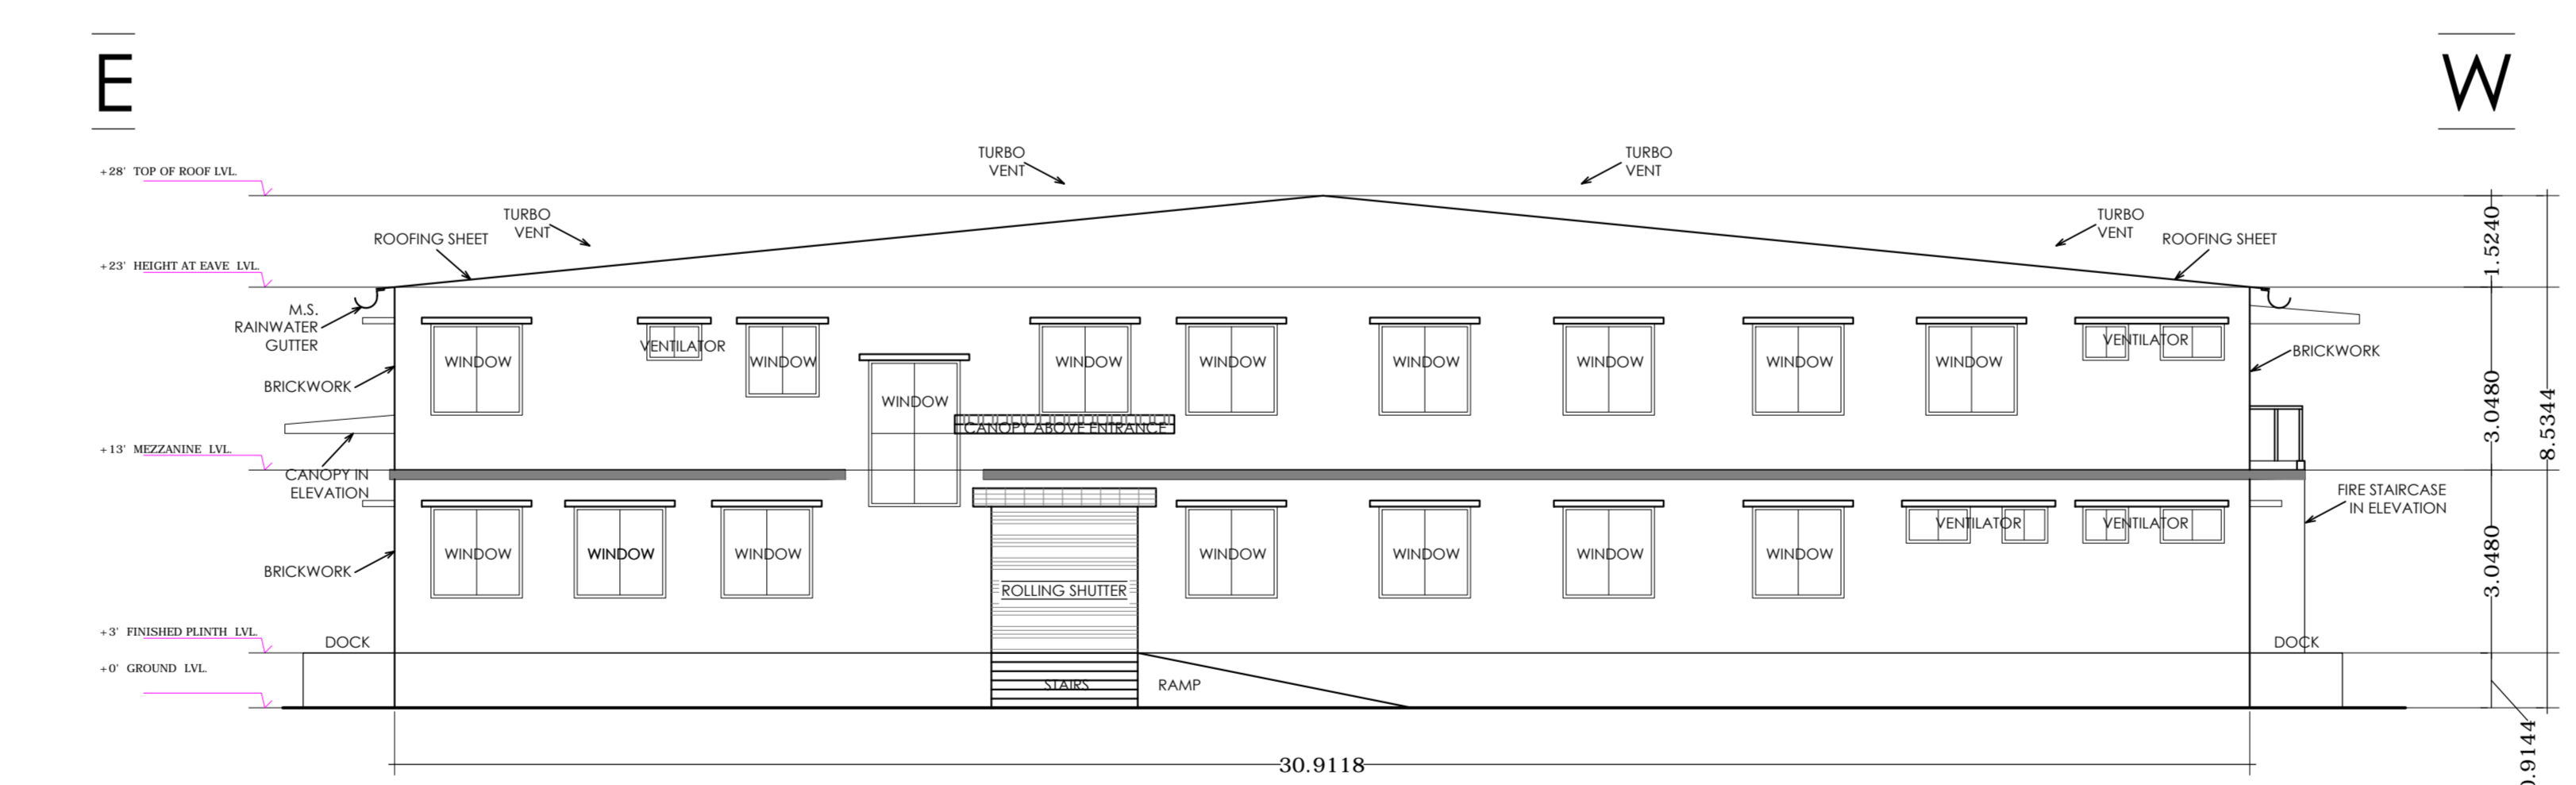 E
W
TURBO
VENT
TURBO
VENT
+28' TOP OF ROOF LVL.
TURBO
VENT
TURBO
VENT
ROOFING SHEET
ROOFING SHEET
1.5240
+23' HEIGHT AT EAVE LVL.
M.S.
RAINWATER
GUTTER
VENTILATOR
VENTILATOR
WINDOW
WINDOW
WINDOW
WINDOW
WINDOW
WINDOW
WINDOW
WINDOW
BRICKWORK
BRICKWORK
WINDOW
3.0480
8.5344
CANOPY ABOVE ENTRANCE
+13' MEZZANINE LVL.
CANOPY IN
ELEVATION
FIRE STAIRCASE
IN ELEVATION
VENTILATOR
VENTILATOR
WINDOW
WINDOW
WINDOW
WINDOW
WINDOW
WINDOW
WINDOW
3.0480
BRICKWORK
ROLLING SHUTTER
+3' FINISHED PLINTH LVL.
DOCK
DOCK
+0' GROUND LVL.
STAIRS
RAMP
30.9118
0.9144